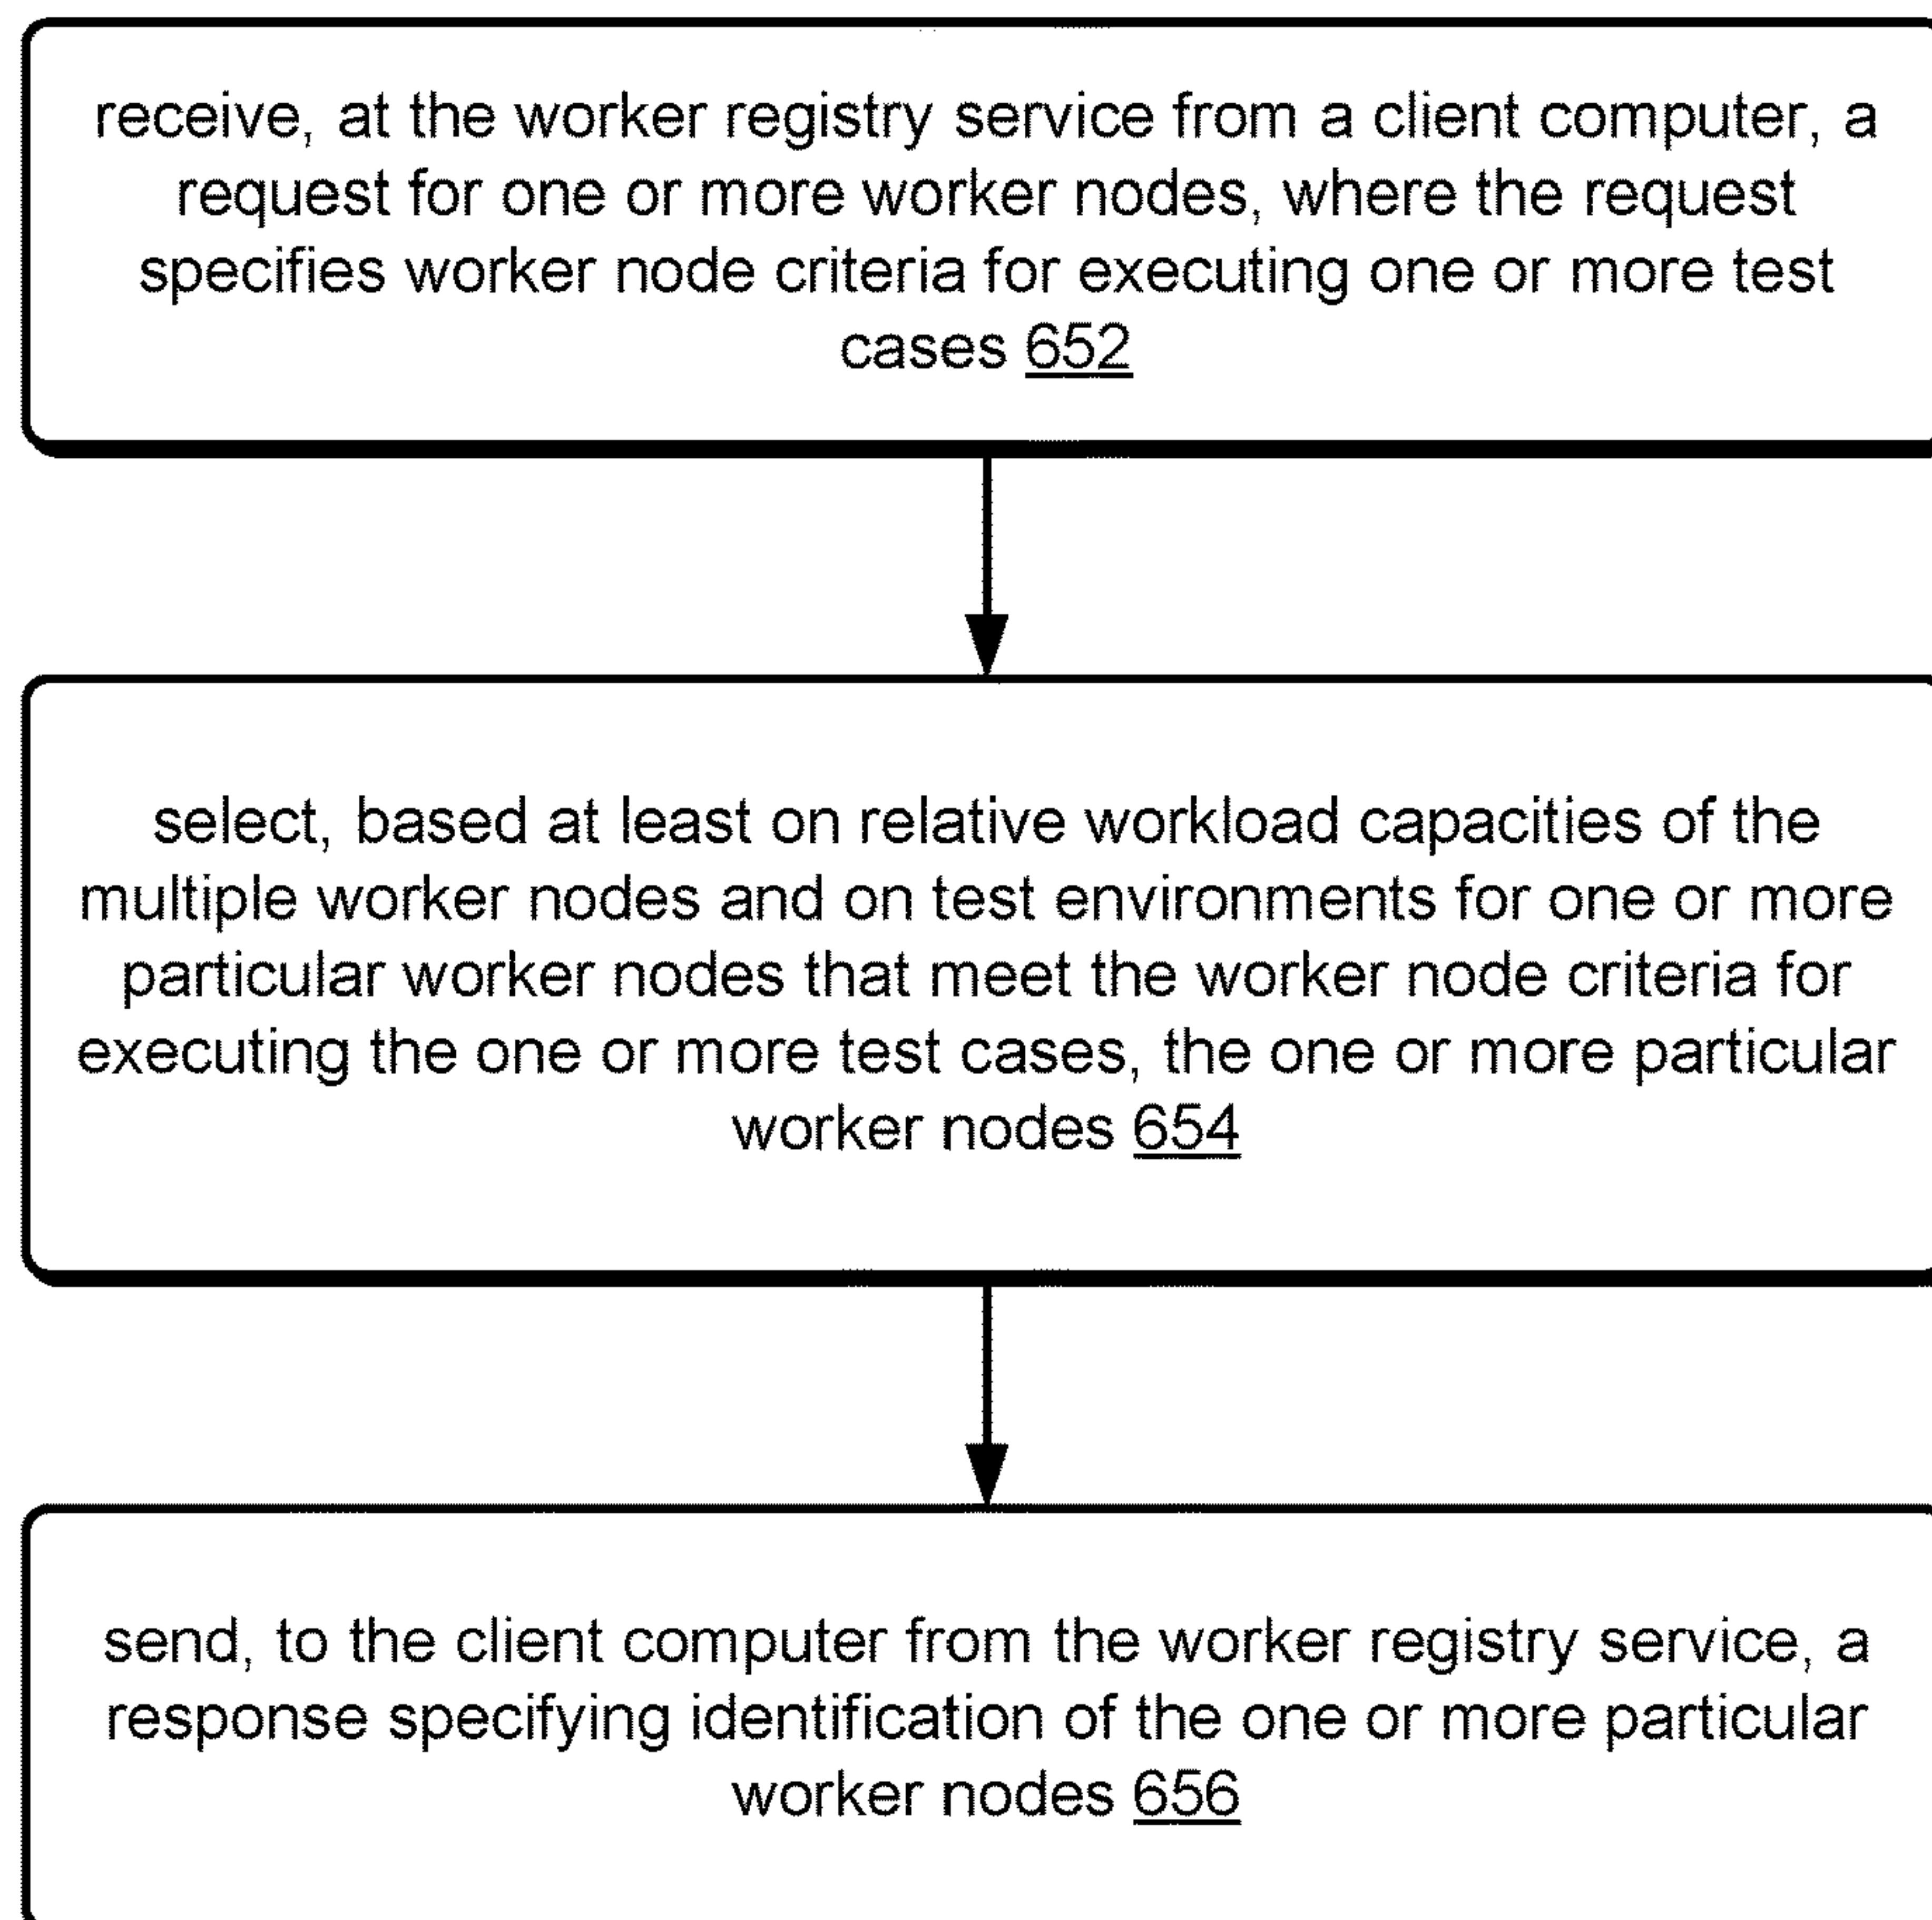 receive, at the worker registry service from a client computer, a
request for one or more worker nodes, where the request
specifies worker node criteria for executing one or more test
cases 652
select, based at least on relative workload capacities of the
multiple worker nodes and on test environments for one or more
particular worker nodes that meet the worker node criteria for
executing the one or more test cases, the one or more particular
worker nodes 654
send, to the client computer from the worker registry service, a
response specifying identification of the one or more particular
worker nodes 656